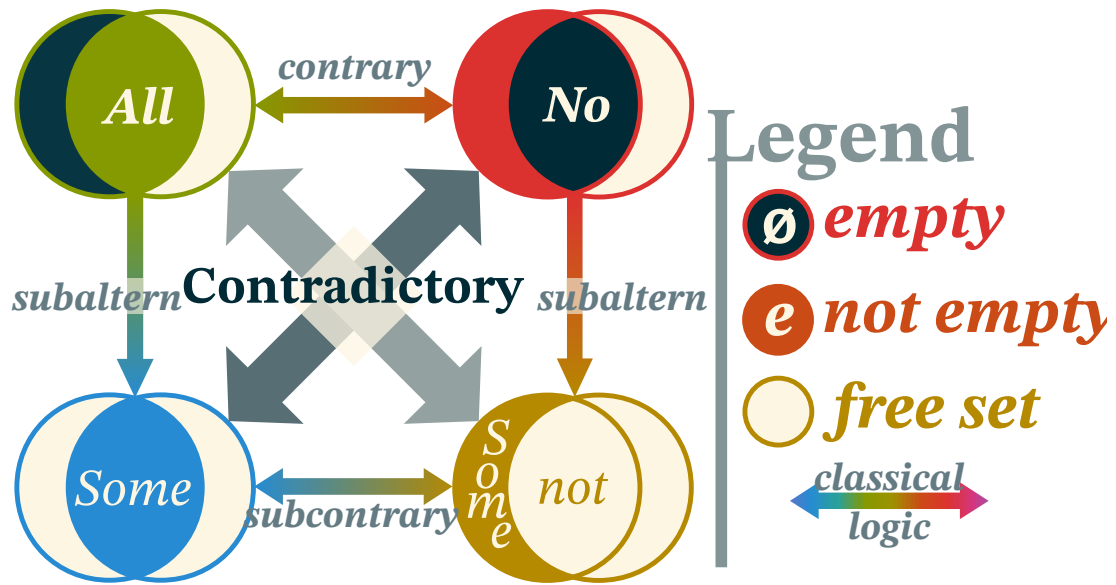 All
contrary
No
Legend
Ø empty
subaltern
Contradictory
subaltern
e not empty
Some
subcontrary
Some
not
free set
classical
logic